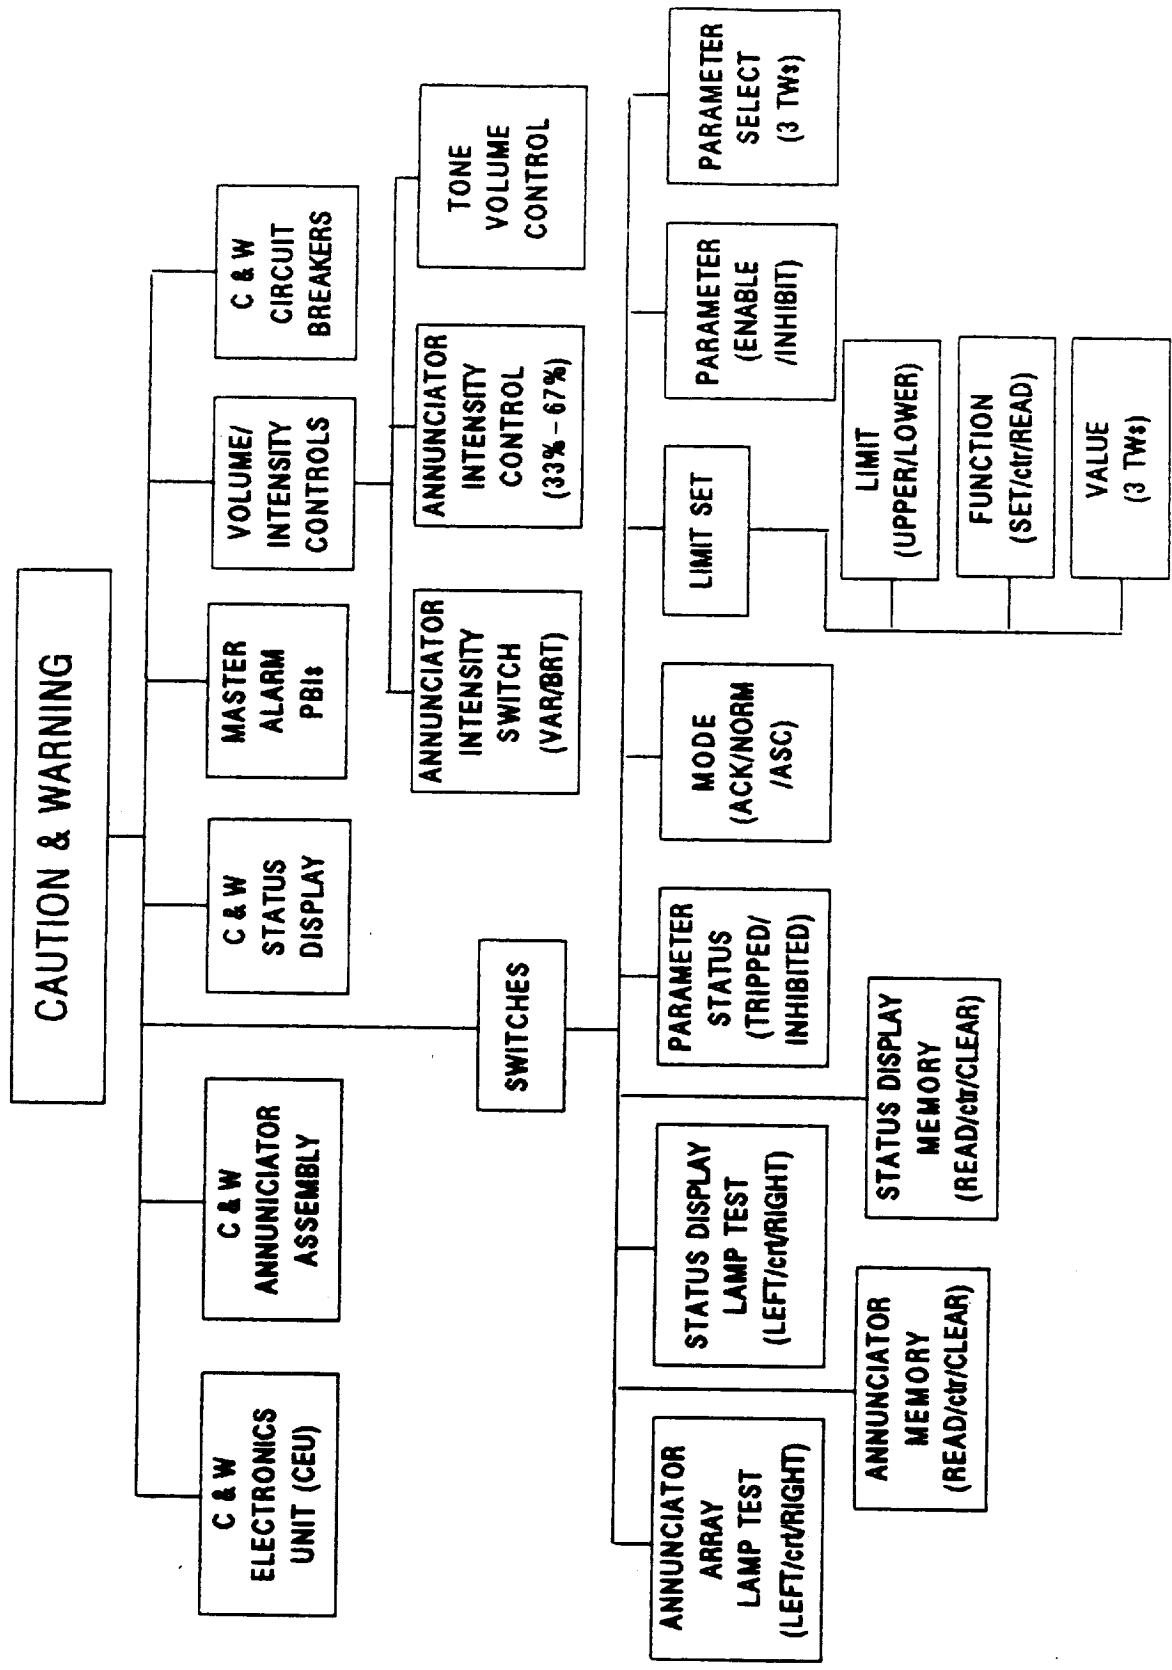 CAUTION & WARNING
C & W
ELECTRONICS
UNIT (CEU)
C & W
ANNUNICIATOR
ASSEMBLY
C & W
STATUS
DISPLAY
MASTER
ALARM
PBIs
VOLUME/
INTENSITY
CONTROLS
C & W
CIRCUIT
BREAKERS
SWITCHES
ANNUNCIATOR
INTENSITY
SWITCH
(VAR/BRT)
ANNUNCIATOR
INTENSITY
CONTROL
(33%-67%)
TONE
VOLUME
CONTROL
ANNUNCIATOR
ARRAY
LAMP TEST
(LEFT/crt/RIGHT)
STATUS DISPLAY
LAMP TEST
(LEFT/crt/RIGHT)
PARAMETER
STATUS
(TRIPPED/
INHIBITED)
MODE
(ACK/NORM
/ASC)
LIMIT SET
PARAMETER
(ENABLE
/INHIBIT)
PARAMETER
SELECT
(3 TWs)
ANNUNCIATOR
MEMORY
(READ/ctr/CLEAR)
STATUS DISPLAY
MEMORY
(READ/ctr/CLEAR)
LIMIT
(UPPER/LOWER)
FUNCTION
(SET/ctr/READ)
VALUE
(3 TWs)